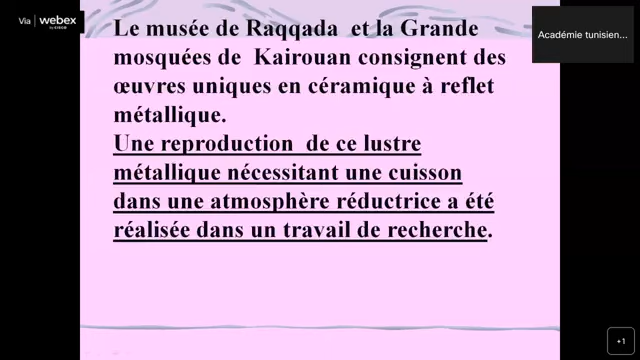 Via webex
by CISCO
Académie tunisien...
Le musée de Raqqada et la Grande
mosquées de Kairouan consignent des
œuvres uniques en céramique à reflet
métallique.
Une reproduction de ce lustre
métallique nécessitant une cuisson
dans une atmosphère réductrice a été
réalisée dans un travail de recherche.
+1